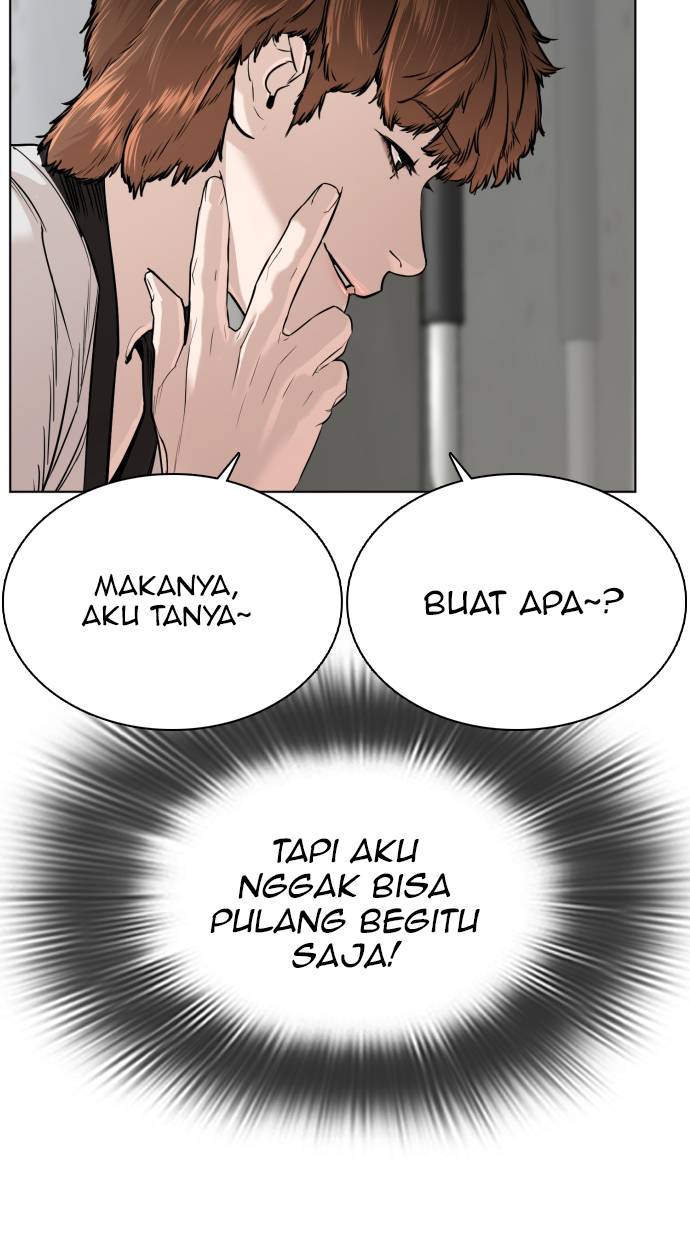 MAKANYA,
AKU TANYA~
BUAT APA~?
TAPI AKU
NGGAK BISA
PULANG BEGITU
SAJA!